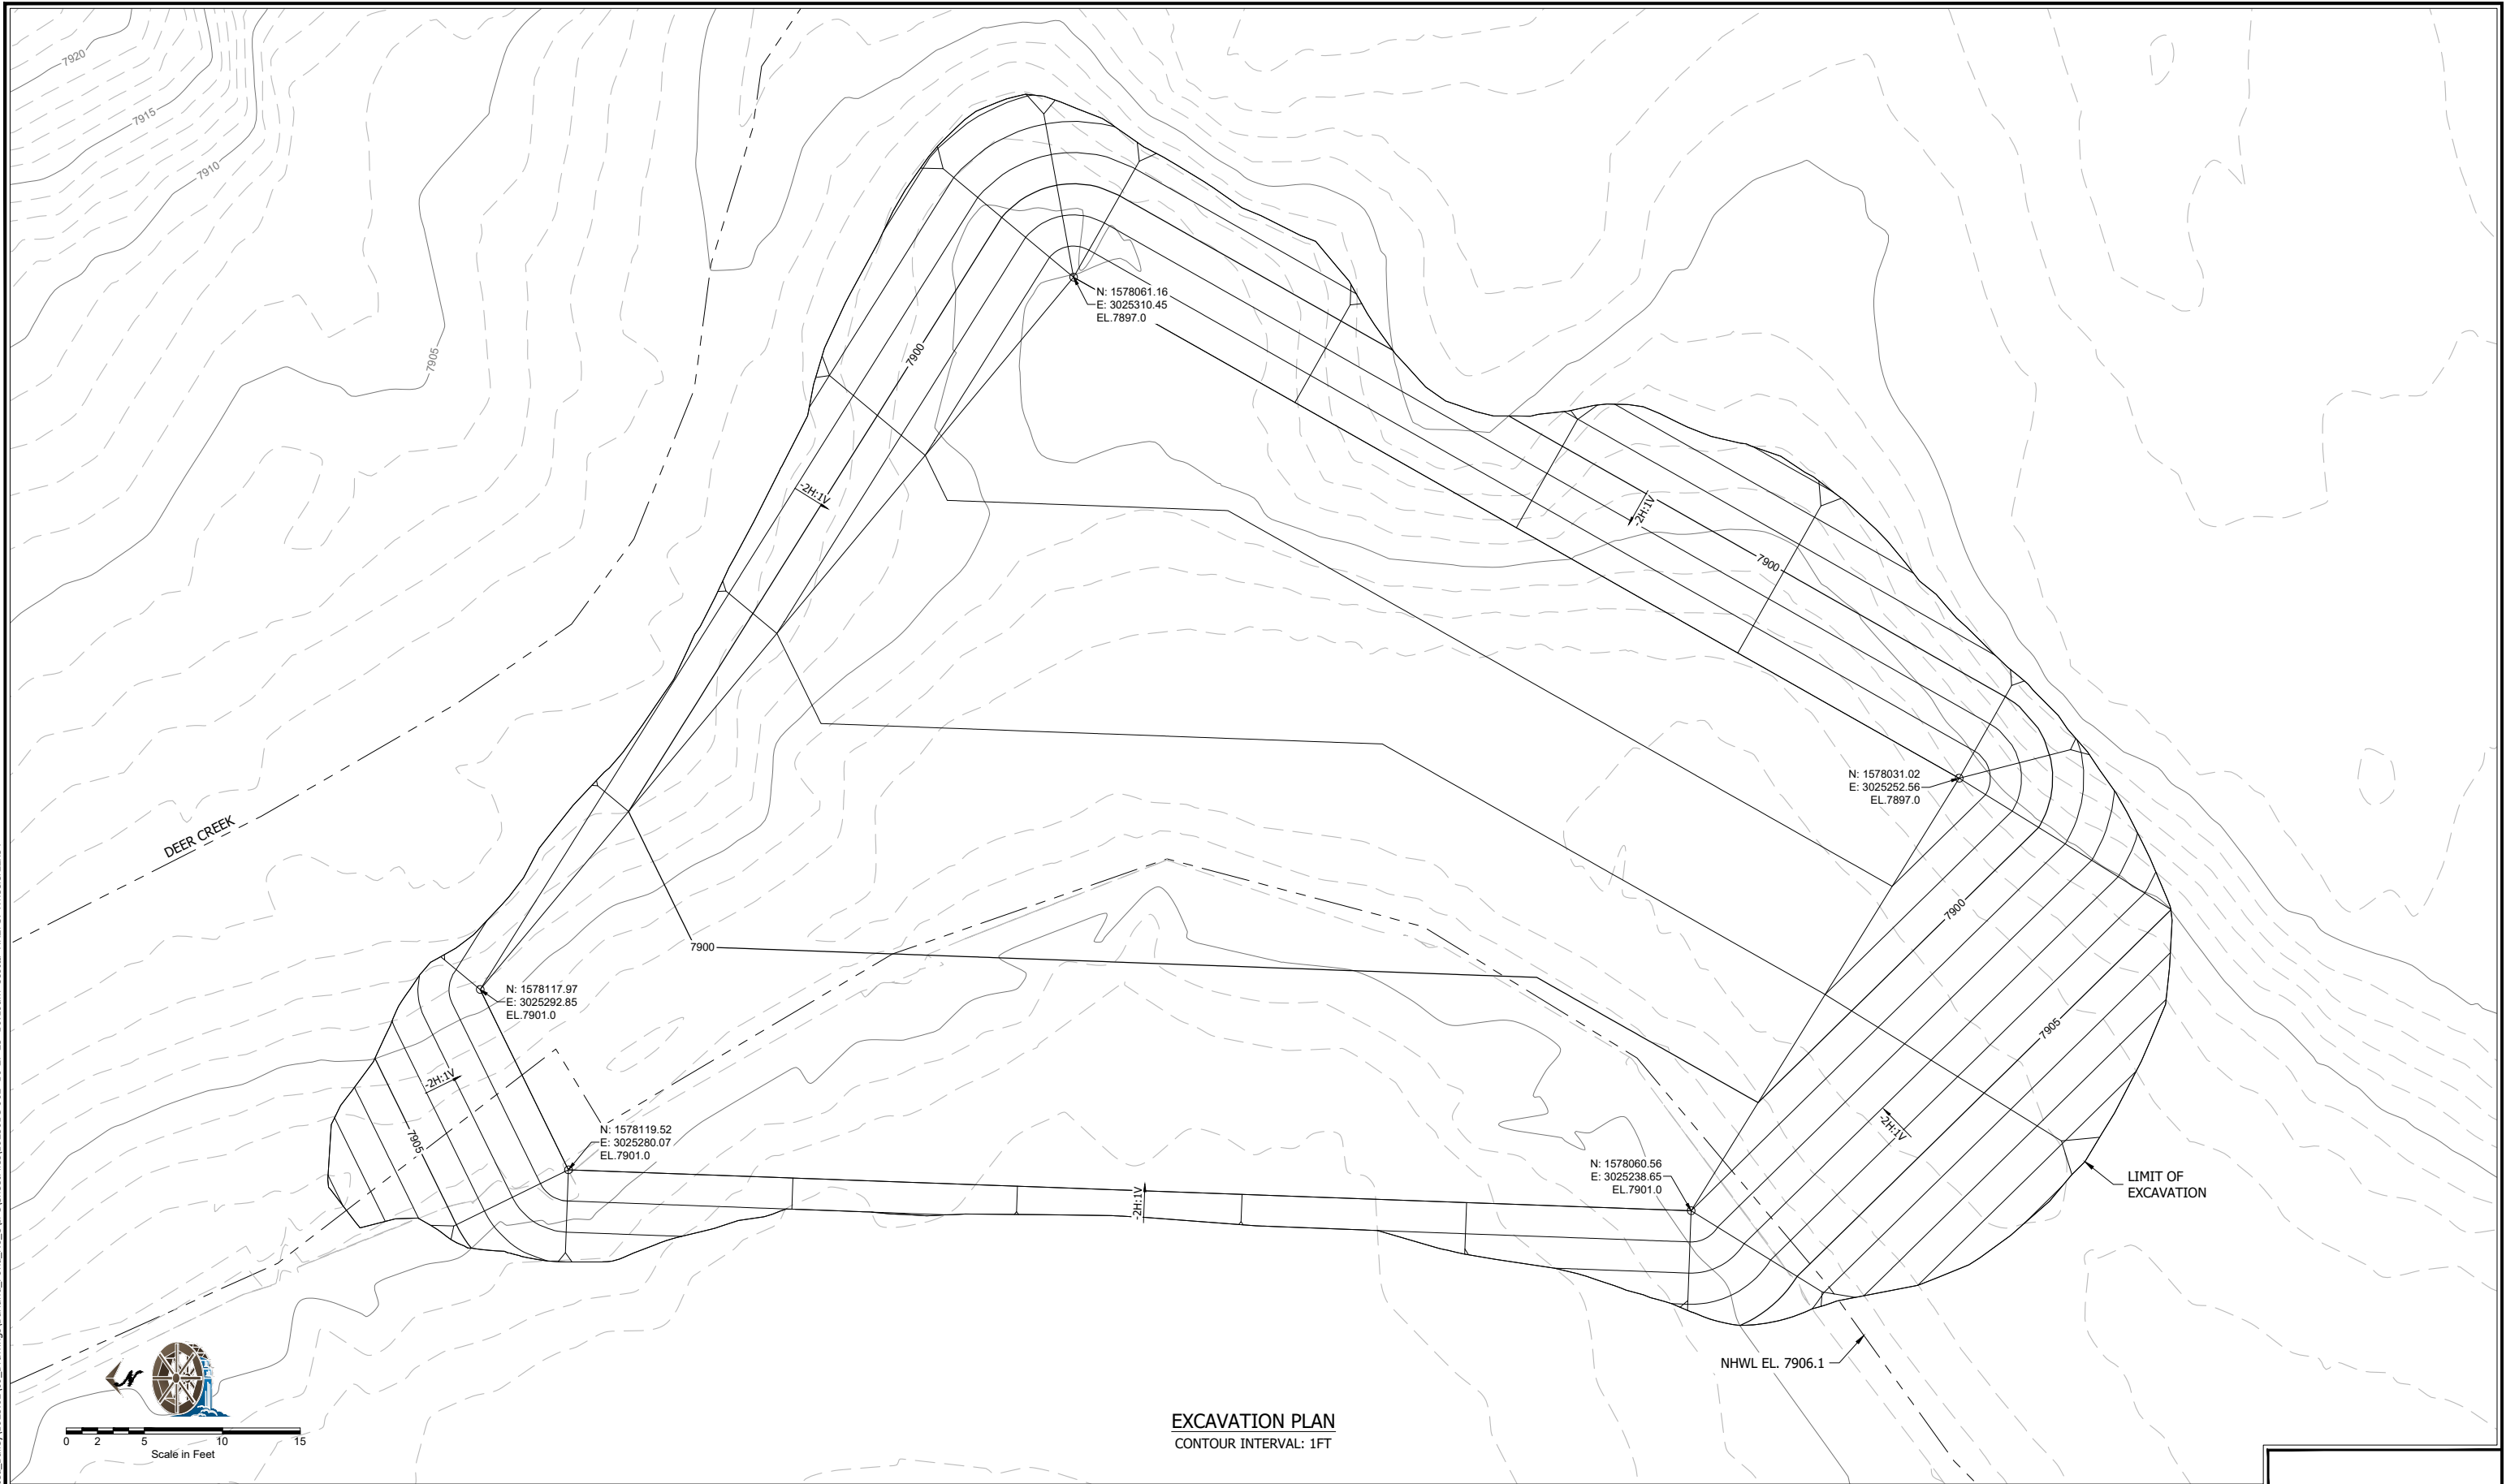 7920
7915
7910
7905
N: 1578061.16
E: 3025310.45
EL.7897.0
7900
-2H:1V
-2H:1V
7900
N: 1578031.02
E: 3025252.56
EL.7897.0
DEER CREEK
7900
7900
N: 1578117.97
E: 3025292.85
EL.7901.0
7905
-2H:1V
7905
N: 1578119.52
E: 3025280.07
EL.7901.0
-2H:1V
N: 1578060.56
E: 3025238.65
EL.7901.0
-2H:1V
LIMIT OF
EXCAVATION
NHWL EL. 7906.1
N
0 2 5 10 15
Scale in Feet
EXCAVATION PLAN
CONTOUR INTERVAL: 1FT